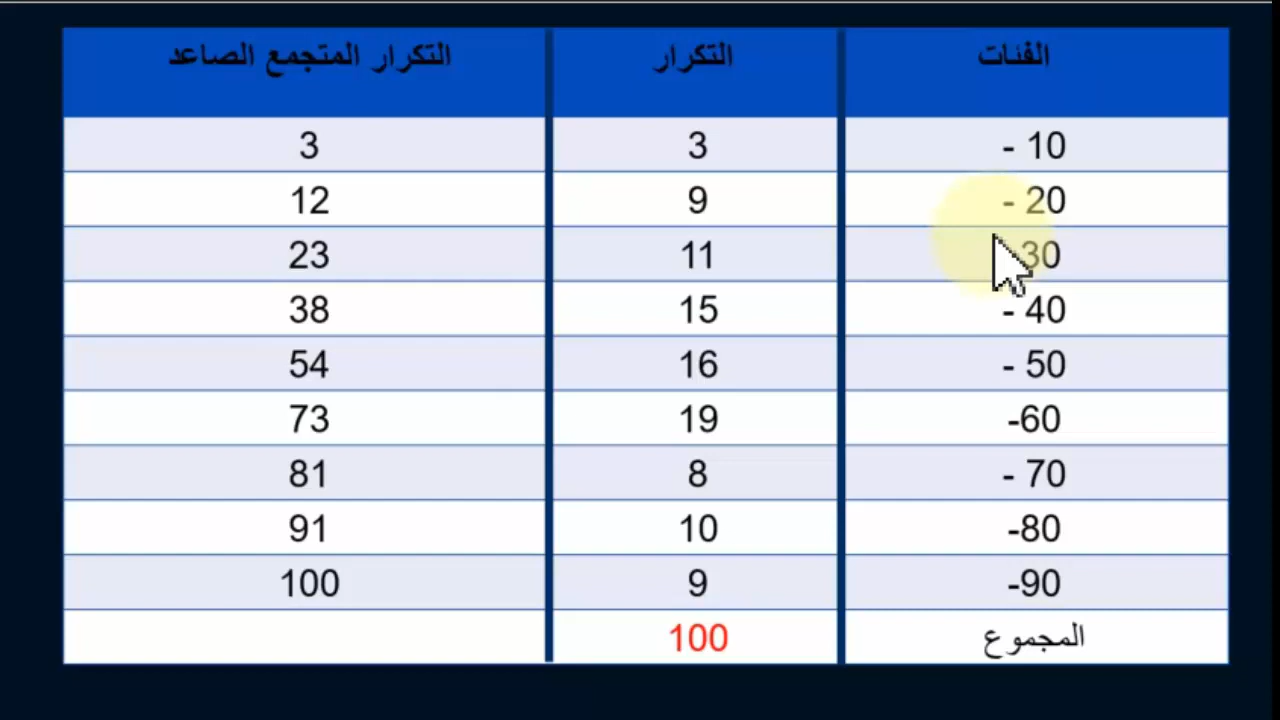 الفئات التكرار التكرار المتجمع الصاعد
10 - 3 3
20 - 9 12
30 11 23
40 - 15 38
50 - 16 54
60- 19 73
70 - 8 81
80- 10 91
90- 9 100
المجموع 100